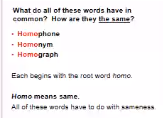 What do all of these words have in
common?  How are they the same?
• Homophone
• Homonym
• Homograph
Each begins with the root word homo.
Homo means same.
All of these words have to do with sameness.